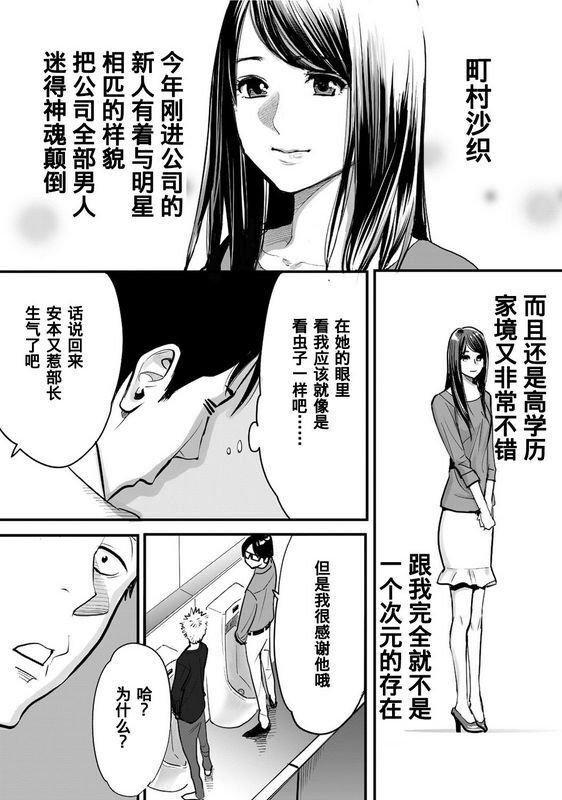 町村沙织
今年刚进公司的
新人有着与明星
相匹的样貌
把公司全部男人
迷得神魂颠倒
而且还是高学历
家境又非常不错
跟我完全就不是
一个次元的存在
在她的眼里
看我应该就像是
看虫子一样吧……
话说回来
安本又惹部长
生气了吧
但是我很感谢他哦
哈？
为什么？